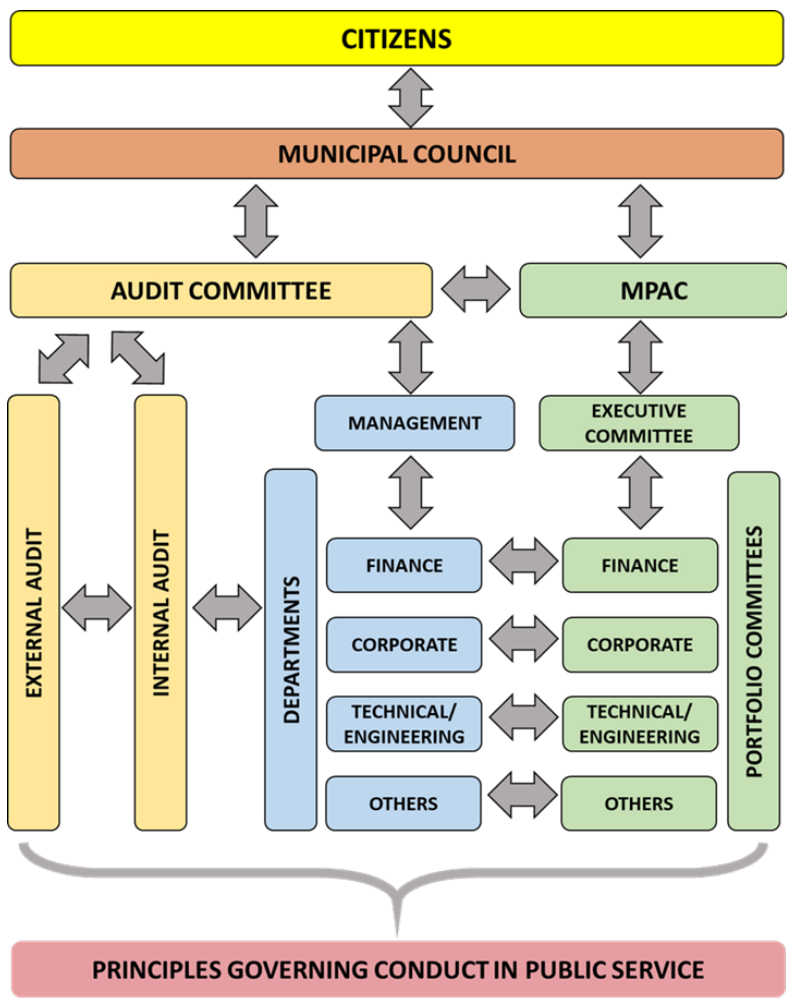 CITIZENS
MUNICIPAL COUNCIL
AUDIT COMMITTEE
MPAC
MANAGEMENT
EXECUTIVE
COMMITTEE
EXTERNAL AUDIT
INTERNAL AUDIT
DEPARTMENTS
FINANCE
FINANCE
CORPORATE
CORPORATE
TECHNICAL/
ENGINEERING
TECHNICAL/
ENGINEERING
OTHERS
OTHERS
PORTFOLIO COMMITTEES
PRINCIPLES GOVERNING CONDUCT IN PUBLIC SERVICE